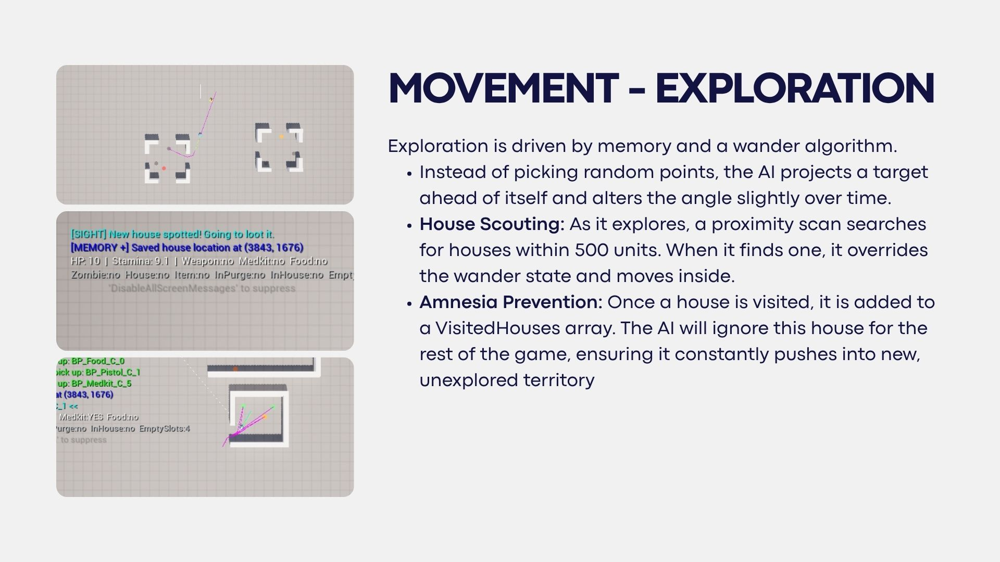 MOVEMENT - EXPLORATION
Exploration is driven by memory and a wander algorithm.
• Instead of picking random points, the AI projects a target
ahead of itself and alters the angle slightly over time.
• House Scouting: As it explores, a proximity scan searches
for houses within 500 units. When it finds one, it overrides
the wander state and moves inside.
• Amnesia Prevention: Once a house is visited, it is added to
a VisitedHouses array. The AI will ignore this house for the
rest of the game, ensuring it constantly pushes into new,
unexplored territory
[SIGHT] New house spotted! Going to loot it.
[MEMORY +] Saved house location at (3843, 1676)
HP: 10 | Stamina: 9.1 | Weapon:no Medkit:no Food:no
Zombie:no House:no Item:no InPurge:no InHouse:no Empt
'DisableAllScreenMessages' to suppress
up: BP_Food_C_0
pick up: BP_Pistol_C_1
up: BP_Medkit_C_5
at (3843, 1676)
C_1 <<
Medkit:YES Food:no
Purge:no InHouse:no EmptySlots:4
' to suppress